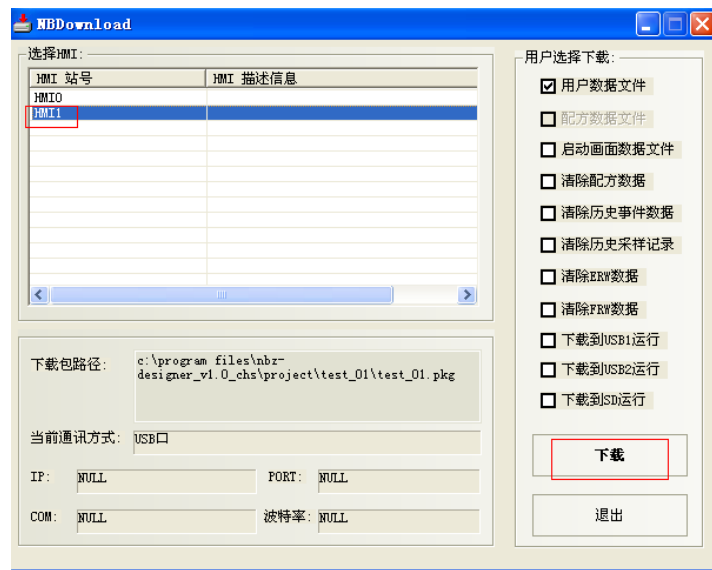 NBDownload
选择HMI:
HMI 站号 HMI 描述信息
HMI0
HMI1
下载包路径: c:\program files\nbz-
designer_v1.0_chs\project\test_01\test_01.pkg
当前通讯方式: USB口
IP: NULL PORT: NULL
COM: NULL 波特率: NULL
用户选择下载:
用户数据文件
配方数据文件
启动画面数据文件
清除配方数据
清除历史事件数据
清除历史采样记录
清除ERW数据
清除FRW数据
下载到USB1运行
下载到USB2运行
下载到SD运行
下载
退出